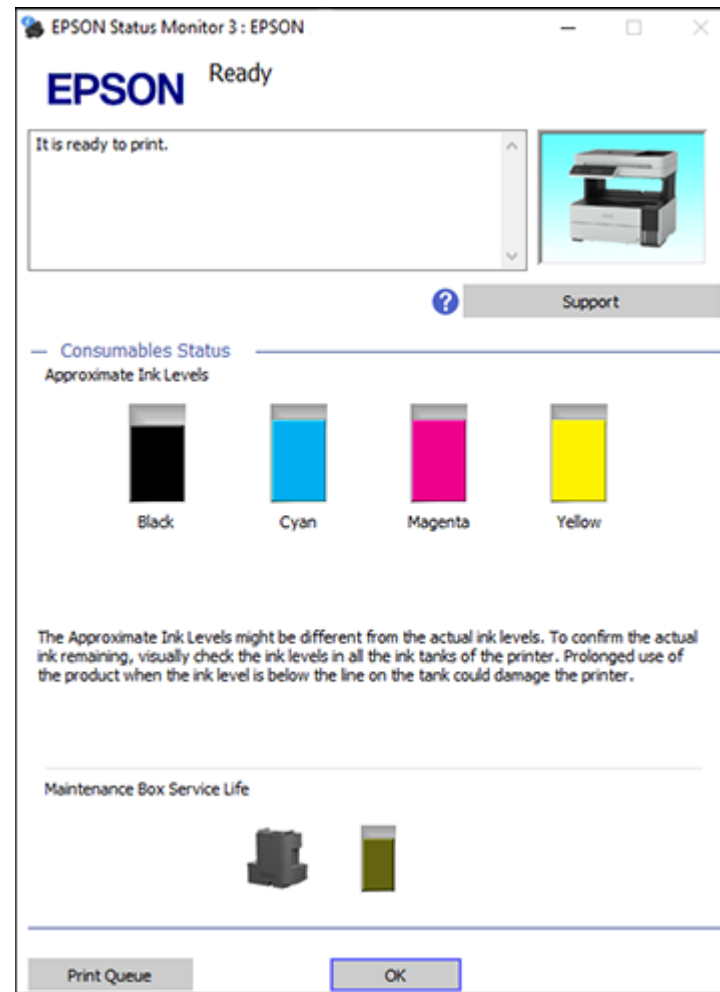 EPSON Status Monitor 3 : EPSON
EPSON
Ready
It is ready to print.
Support
Consumables Status
Approximate Ink Levels
Black Cyan Magenta Yellow
The Approximate Ink Levels might be different from the actual ink levels. To confirm the actual
ink remaining, visually check the ink levels in all the ink tanks of the printer. Prolonged use of
the product when the ink level is below the line on the tank could damage the printer.
Maintenance Box Service Life
Print Queue OK